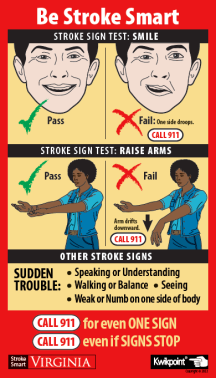 Be Stroke Smart
STROKE SIGN TEST: SMILE
Pass
Fail: One side droops.
CALL 911
STROKE SIGN TEST: RAISE ARMS
Pass
Fail
Arm drifts
downward.
CALL 911
OTHER STROKE SIGNS
SUDDEN
TROUBLE:
• Speaking or Understanding
• Walking or Balance • Seeing
• Weak or Numb on one side of body
CALL 911 for even ONE SIGN
CALL 911 even if SIGNS STOP
Stroke
Smart
VIRGINIA
Kwikpoint